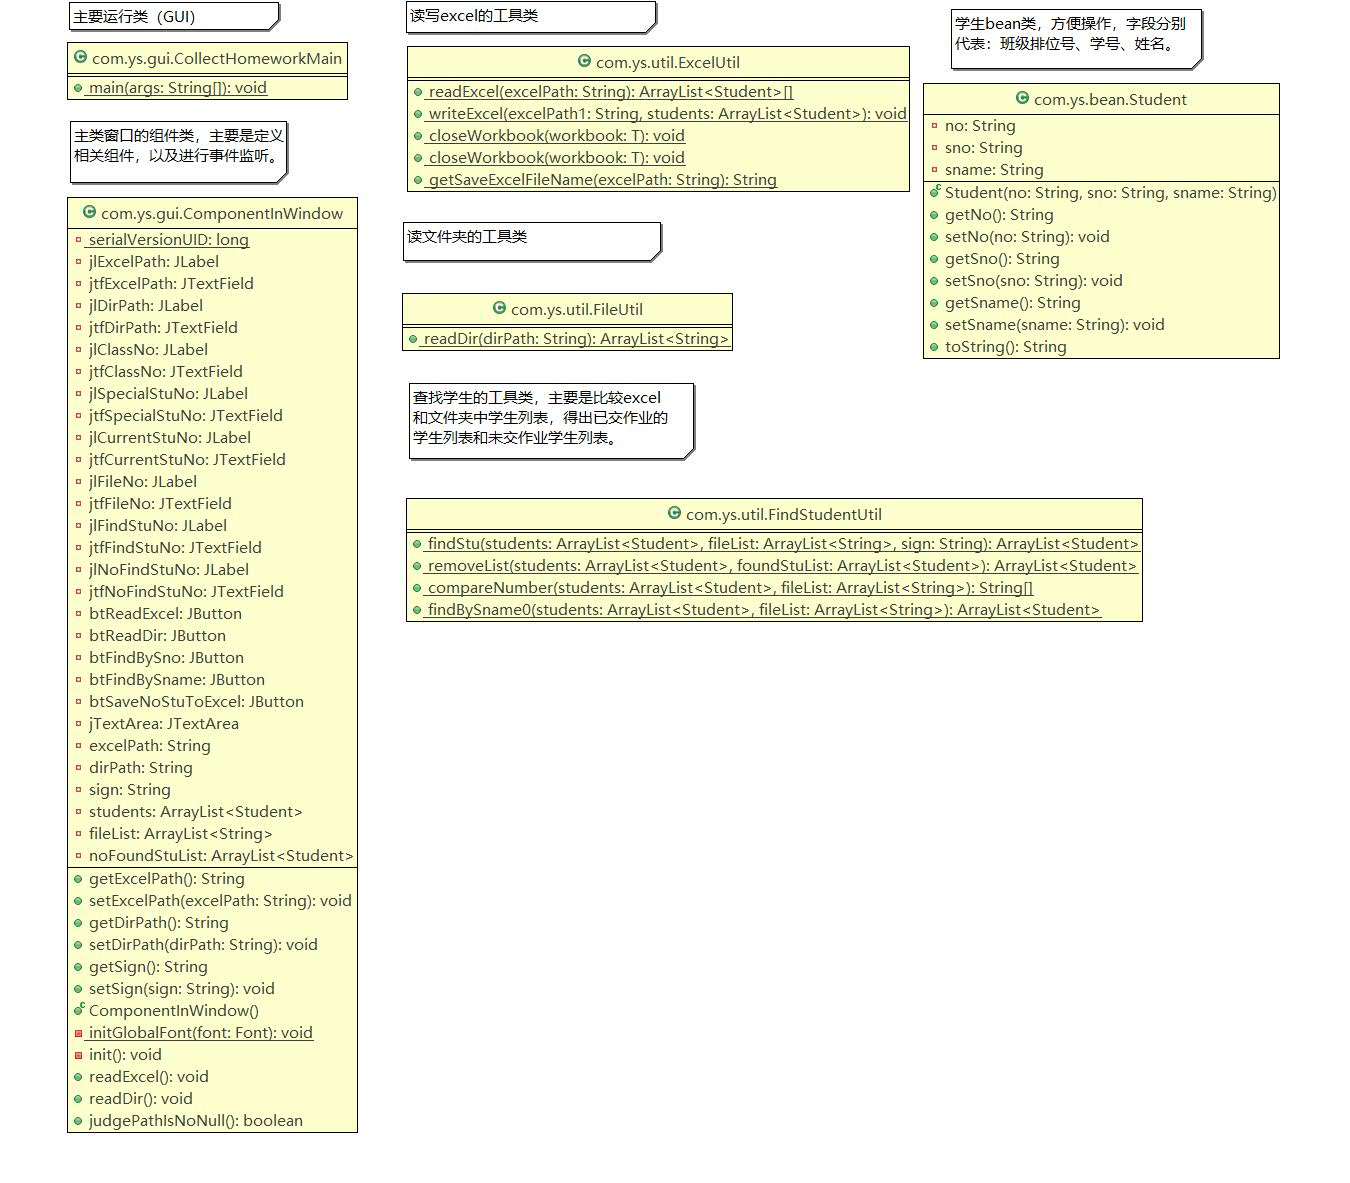 主要运行类（GUI）
com.ys.gui.CollectHomeworkMain
main(args: String[]): void
主类窗口的组件类，主要是定义
相关组件，以及进行事件监听。
com.ys.gui.ComponentInWindow
serialVersionUID: long
jlExcelPath: JLabel
jtfExcelPath: JTextField
jlDirPath: JLabel
jtfDirPath: JTextField
jlClassNo: JLabel
jtfClassNo: JTextField
jlSpecialStuNo: JLabel
jtfSpecialStuNo: JTextField
jlCurrentStuNo: JLabel
jtfCurrentStuNo: JTextField
jlFileNo: JLabel
jtfFileNo: JTextField
jlFindStuNo: JLabel
jtfFindStuNo: JTextField
jlNoFindStuNo: JLabel
jtfNoFindStuNo: JTextField
btReadExcel: JButton
btReadDir: JButton
btFindBySno: JButton
btFindBySname: JButton
btSaveNoStuToExcel: JButton
jTextArea: JTextArea
excelPath: String
dirPath: String
sign: String
students: ArrayList<Student>
fileList: ArrayList<String>
noFoundStuList: ArrayList<Student>
getExcelPath(): String
setExcelPath(excelPath: String): void
getDirPath(): String
setDirPath(dirPath: String): void
getSign(): String
setSign(sign: String): void
ComponentInWindow()
initGlobalFont(font: Font): void
init(): void
readExcel(): void
readDir(): void
judgePathIsNoNull(): boolean
读写excel的工具类
com.ys.util.ExcelUtil
readExcel(excelPath: String): ArrayList<Student>[]
writeExcel(excelPath1: String, students: ArrayList<Student>): void
closeWorkbook(workbook: T): void
closeWorkbook(workbook: T): void
getSaveExcelFileName(excelPath: String): String
读文件夹的工具类
com.ys.util.FileUtil
readDir(dirPath: String): ArrayList<String>
查找学生的工具类，主要是比较excel
和文件夹中学生列表，得出已交作业的
学生列表和未交作业学生列表。
com.ys.util.FindStudentUtil
findStu(students: ArrayList<Student>, fileList: ArrayList<String>, sign: String): ArrayList<Student>
removeList(students: ArrayList<Student>, foundStuList: ArrayList<Student>): ArrayList<Student>
compareNumber(students: ArrayList<Student>, fileList: ArrayList<String>): String[]
findBySname0(students: ArrayList<Student>, fileList: ArrayList<String>): ArrayList<Student>
学生bean类，方便操作，字段分别
代表：班级排位号、学号、姓名。
com.ys.bean.Student
no: String
sno: String
sname: String
Student(no: String, sno: String, sname: String)
getNo(): String
setNo(no: String): void
getSno(): String
setSno(sno: String): void
getSname(): String
setSname(sname: String): void
toString(): String